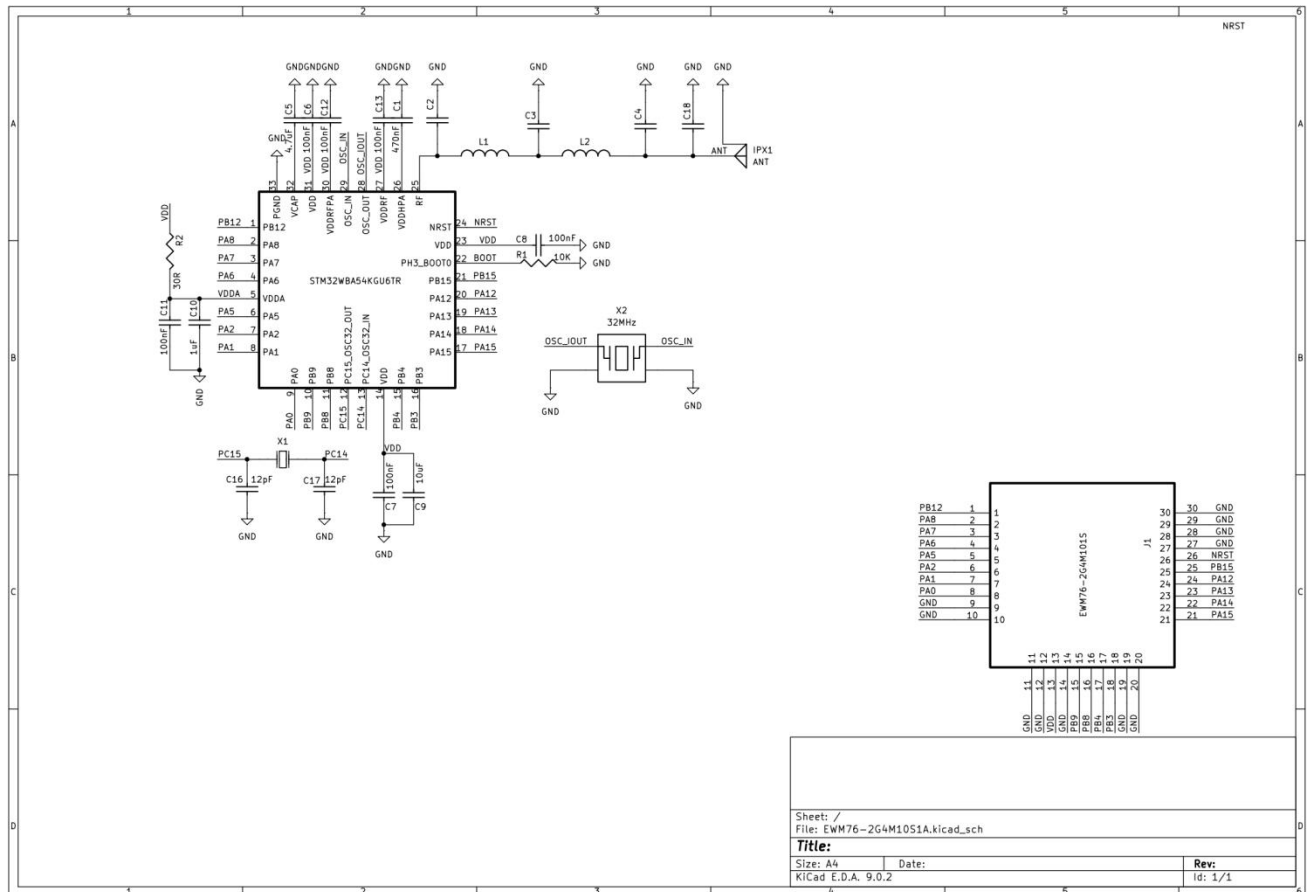 1 2 3 4 5 6
NRST
GND GND GND GND GND GND GND GND GND GND
C5 C6 C12 C13 C1 C2 C3 C4 C18
4.7uF
VDD 100nF
VDD 100nF
OSC_IN
OSC_IOUT
VDD 100nF
470nF
L1
L2
ANT
IPX1
ANT
GND
33 32 31 30 29 28 27 26 25
PGND VCAP VDD VDDRFPA OSC_IN OSC_OUT VDDRF VDDHPA RF
PB12 1 PB12
PA8 2 PA8
PA7 3 PA7
PA6 4 PA6
VDDA 5 VDDA
PA5 6 PA5
PA2 7 PA2
PA1 8 PA1
STM32WBA54KGU6TR
NRST 24 NRST
VDD 23 VDD C8 100nF GND
PH3_BOOT0 22 BOOT R1 10K GND
PB15 21 PB15
PA12 20 PA12
PA13 19 PA13
PA14 18 PA14
PA15 17 PA15
VDD
R2
30R
C11
100nF
C10
1uF
GND
PA0 PB9 PB8 PC15_OSC32_OUT PC14_OSC32_IN VDD PB4 PB3
9 10 11 12 13 14 15 16
PA0 PB9 PB8 PC15 PC14 PB4 PB3
X2
32MHz
OSC_IOUT OSC_IN
GND GND
X1
PC15 PC14
C16 12pF C17 12pF
GND GND
VDD
100nF 10uF
C7 C9
GND
PB12 1 1
PA8 2 2
PA7 3 3
PA6 4 4
PA5 5 5
PA2 6 6
PA1 7 7
PA0 8 8
GND 9 9
GND 10 10
EWM76-2G4M101S
J1
30 30 GND
29 29 GND
28 28 GND
27 27 GND
26 26 NRST
25 25 PB15
24 24 PA12
23 23 PA13
22 22 PA14
21 21 PA15
11 12 13 14 15 16 17 18 19 20
11 12 13 14 15 16 17 18 19 20
GND GND VDD GND PB9 PB8 PB4 PB3 GND GND
A A
B B
C C
D D
Sheet: /
File: EWM76-2G4M10S1A.kicad_sch
Title:
Size: A4 Date: Rev:
KiCad E.D.A. 9.0.2 Id: 1/1
1 2 3 4 5 6